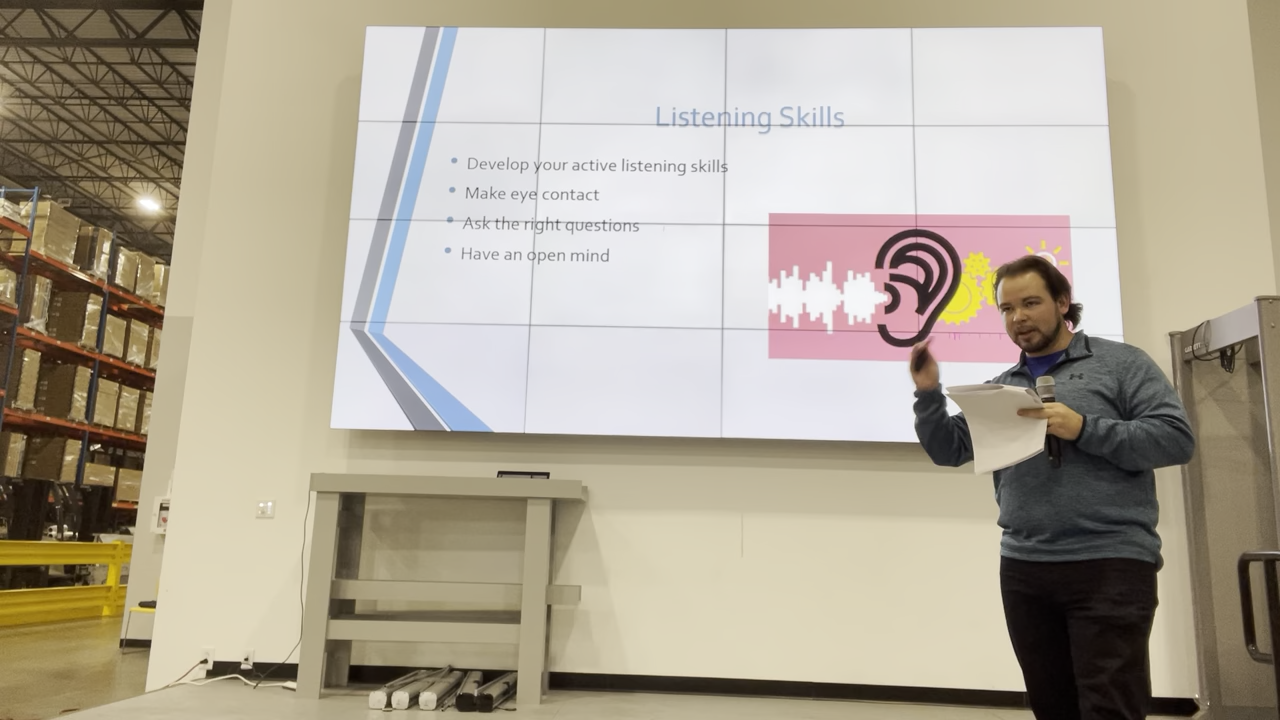 Listening Skills
Develop your active listening skills
Make eye contact
Ask the right questions
Have an open mind